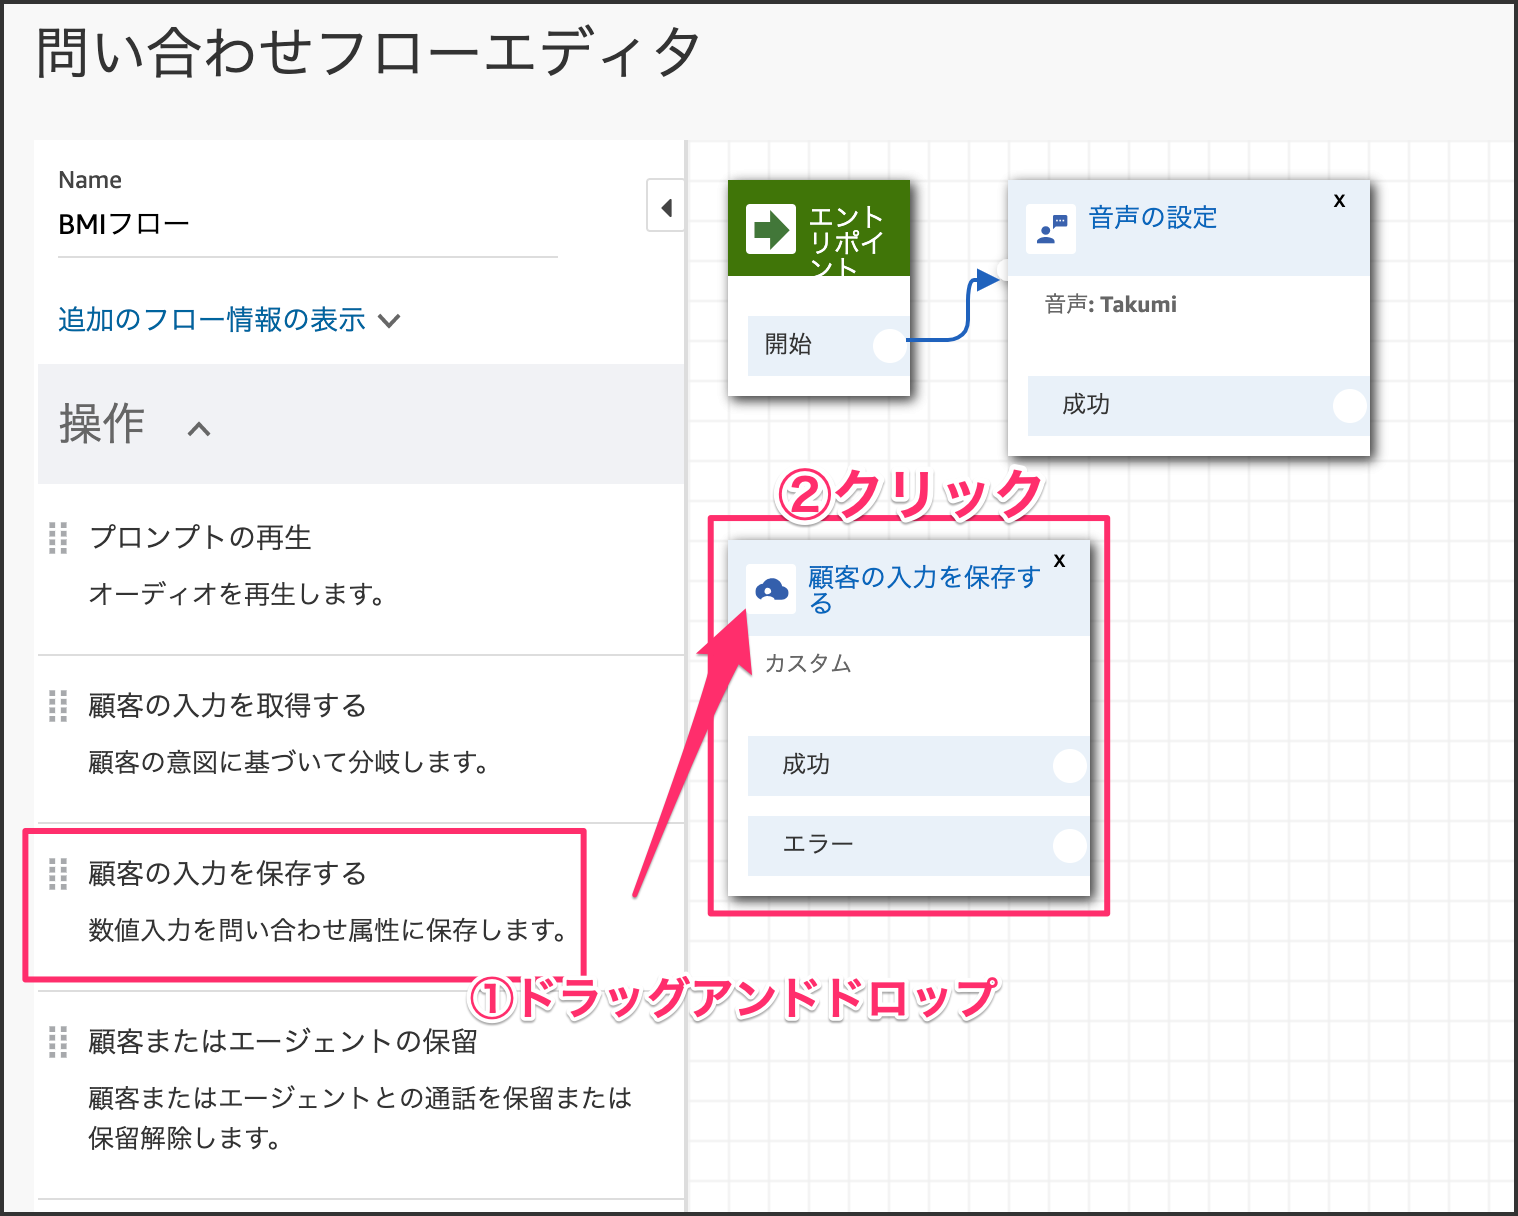 問い合わせフローエディタ
Name
BMIフロー
追加のフロー情報の表示
操作
プロンプトの再生
オーディオを再生します。
顧客の入力を取得する
顧客の意図に基づいて分岐します。
顧客の入力を保存する
数値入力を問い合わせ属性に保存します。
顧客またはエージェントの保留
顧客またはエージェントとの通話を保留または
保留解除します。
エント
リポイ
ント
開始
音声の設定
x
音声: Takumi
成功
②クリック
顧客の入力を保存す
る
x
カスタム
成功
エラー
①ドラッグアンドドロップ